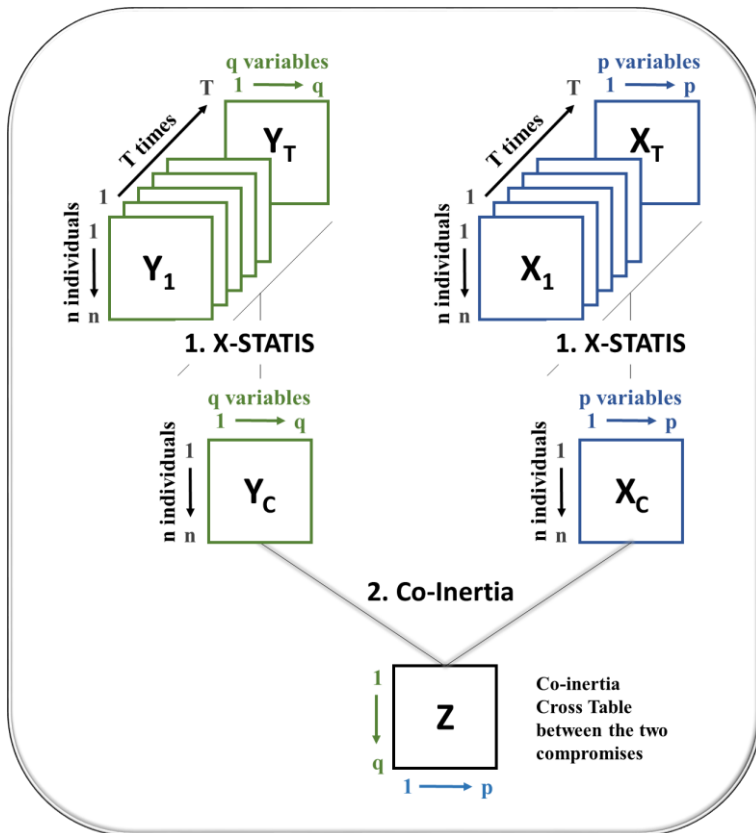 q variables
1 q
T
T times
Y_T
1
1
n individuals
n
Y_1
p variables
1 p
T
T times
X_T
1
1
n individuals
n
X_1
1. X-STATIS
1. X-STATIS
q variables
1 q
n individuals
1
n
Y_C
p variables
1 p
n individuals
1
n
X_C
2. Co-Inertia
1
q
Z
1 p
Co-inertia
Cross Table
between the two
compromises